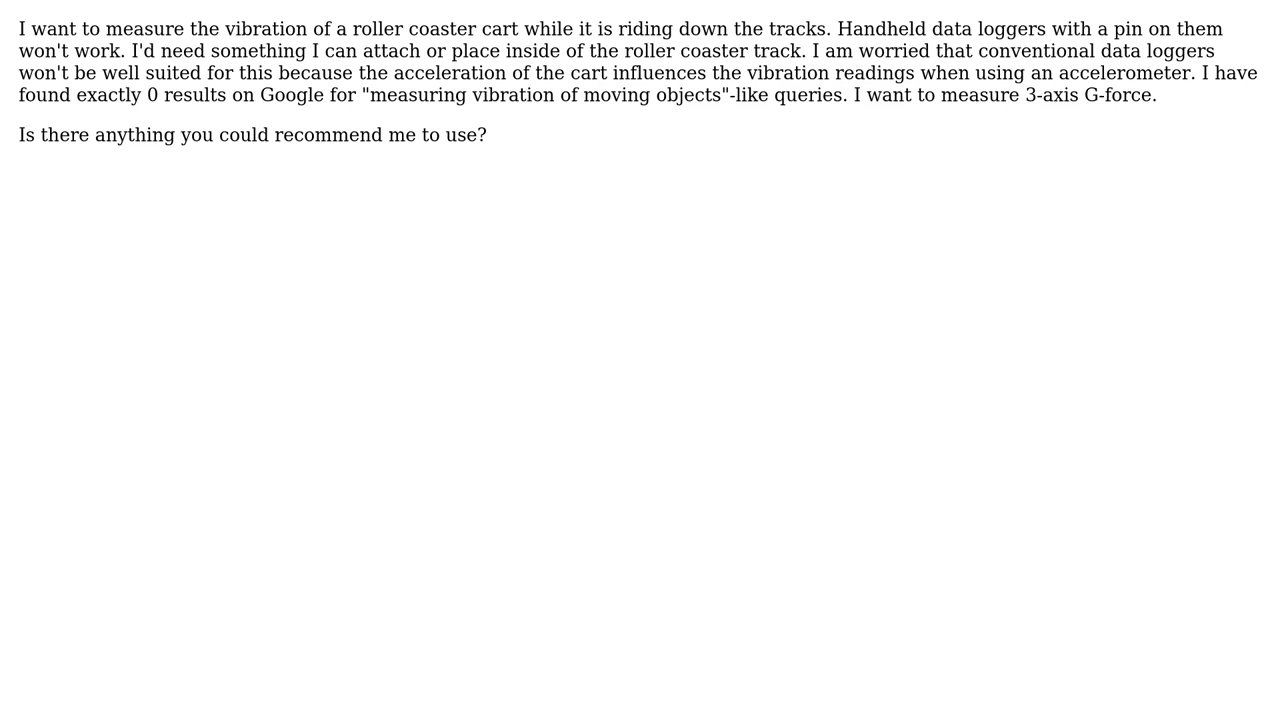 I want to measure the vibration of a roller coaster cart while it is riding down the tracks. Handheld data loggers with a pin on them
won't work. I'd need something I can attach or place inside of the roller coaster track. I am worried that conventional data loggers
won't be well suited for this because the acceleration of the cart influences the vibration readings when using an accelerometer. I have
found exactly 0 results on Google for "measuring vibration of moving objects"-like queries. I want to measure 3-axis G-force.
Is there anything you could recommend me to use?